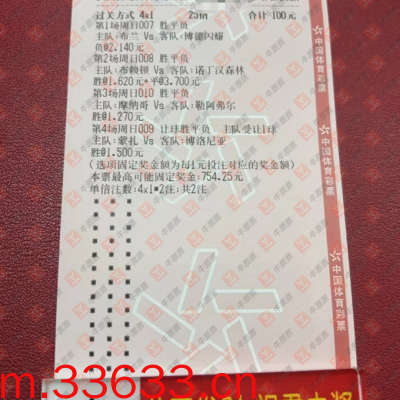 过关方式 4x1 25倍 合计 100元
第1场周日007 胜平负
主队:布兰 Vs 客队:博德闪耀
负@2.140元
第2场周日008 胜平负
主队:布赖顿 Vs 客队:诺丁汉森林
胜@1.620元+平@3.700元
第3场周日010 胜平负
主队:摩纳哥 Vs 客队:勒阿弗尔
胜@1.270元
第4场周日009 让球胜平负 主队受让1球
主队:蒙扎 Vs 客队:博洛尼亚
胜@1.500元
(选项固定奖金额为每1元投注对应的奖金额)
本票最高可能固定奖金:754.25元
单倍注数:4x1*2注;共2注
中国体育彩票
中国体育彩票
中国体育彩票
m.33633.cn